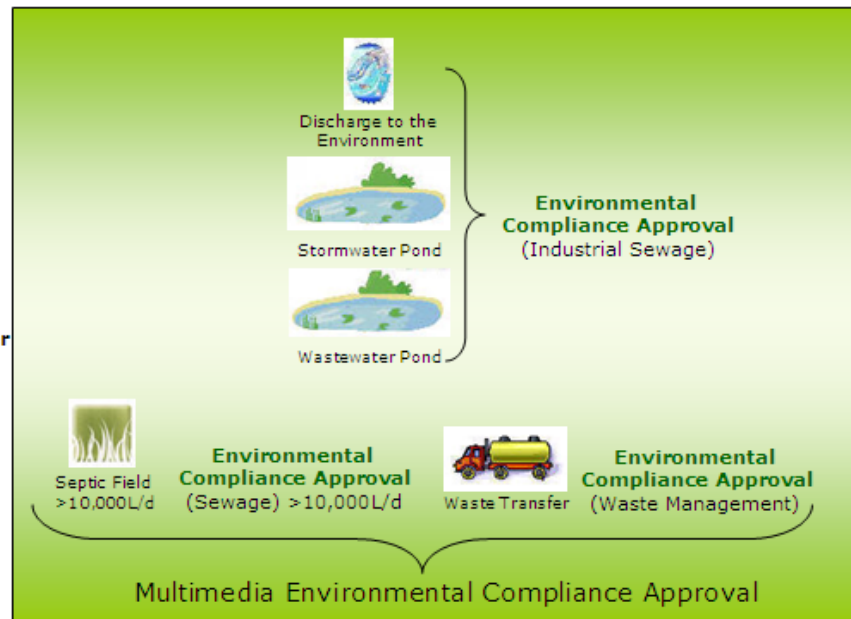 Discharge to the
Environment
Stormwater Pond
Environmental
Compliance Approval
(Industrial Sewage)
Wastewater Pond
r
Septic Field
>10,000L/d
Environmental
Compliance Approval
(Sewage) >10,000L/d
Waste Transfer
Environmental
Compliance Approval
(Waste Management)
Multimedia Environmental Compliance Approval